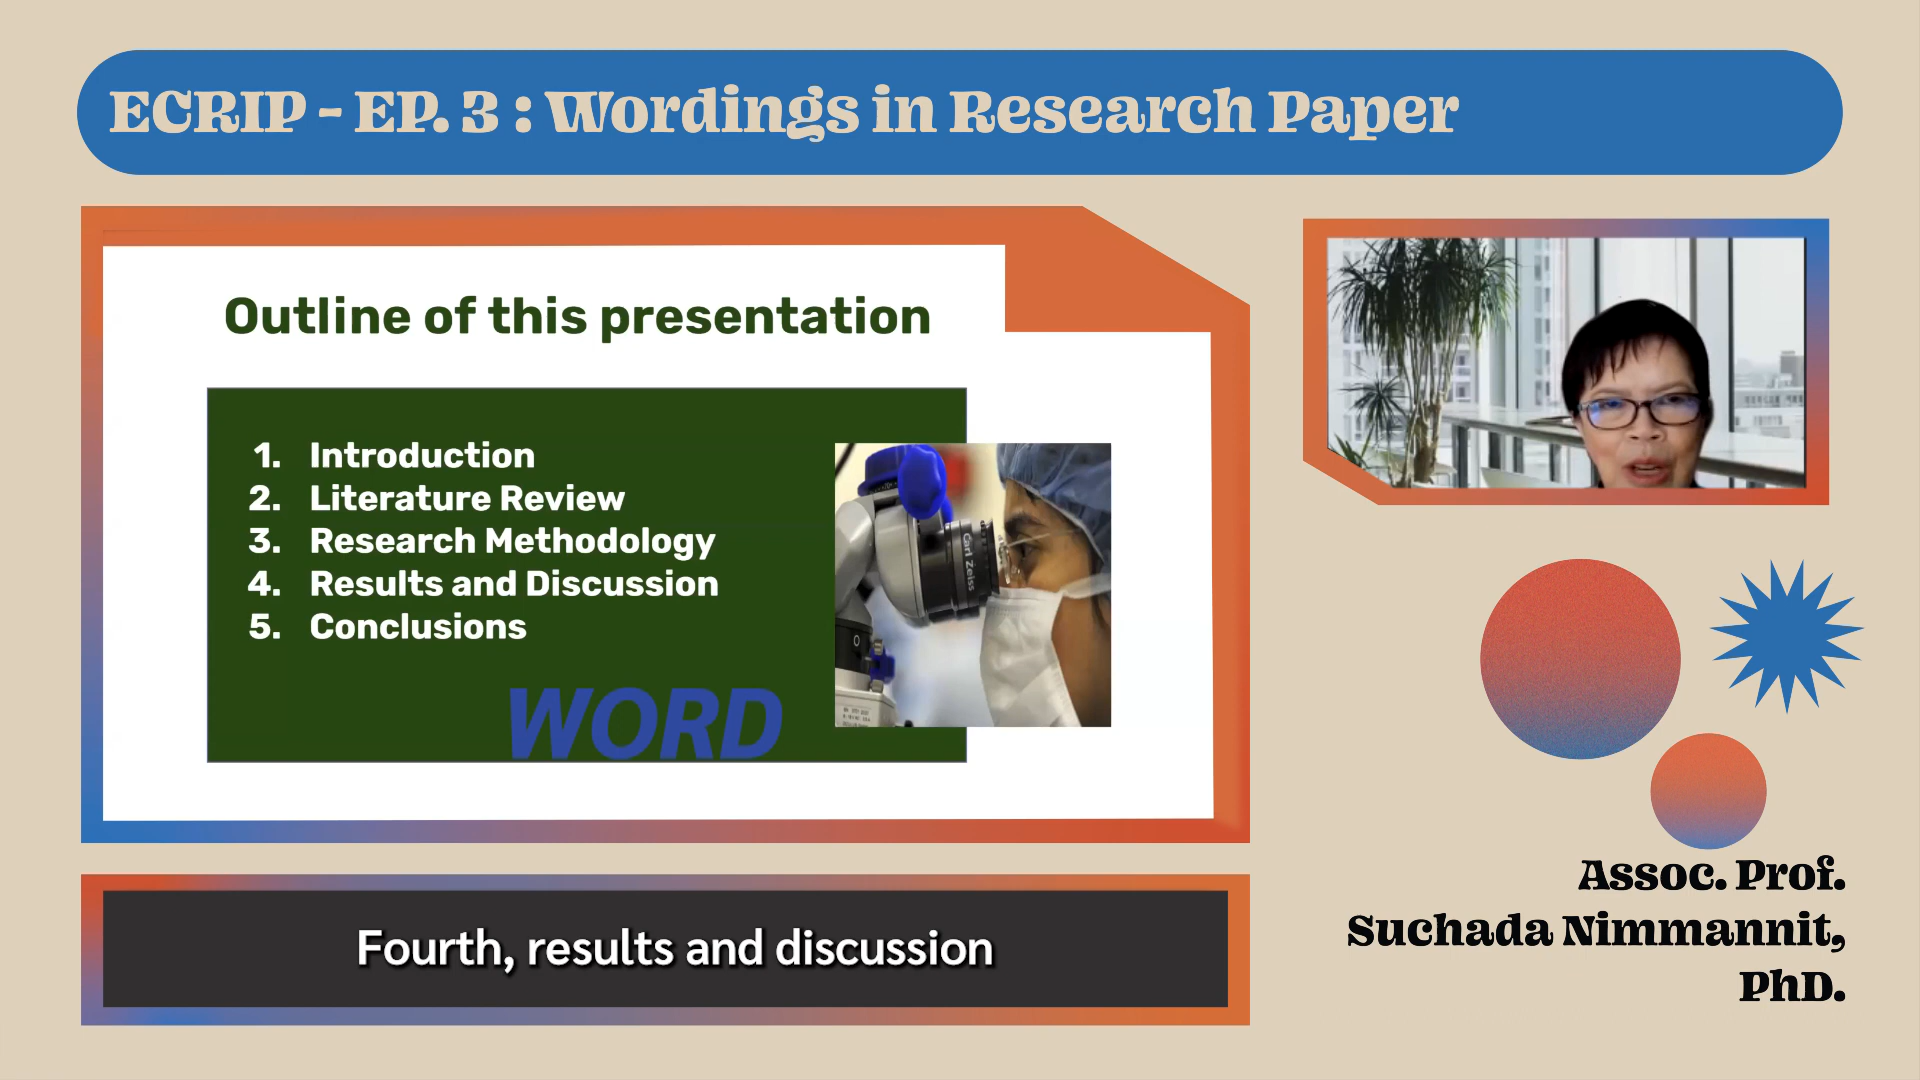 ECRIP - EP. 3 : Wordings in Research Paper
Outline of this presentation
1. Introduction
2. Literature Review
3. Research Methodology
4. Results and Discussion
5. Conclusions
WORD
Carl Zeiss
Fourth, results and discussion
Assoc. Prof.
Suchada Nimmannit,
PhD.